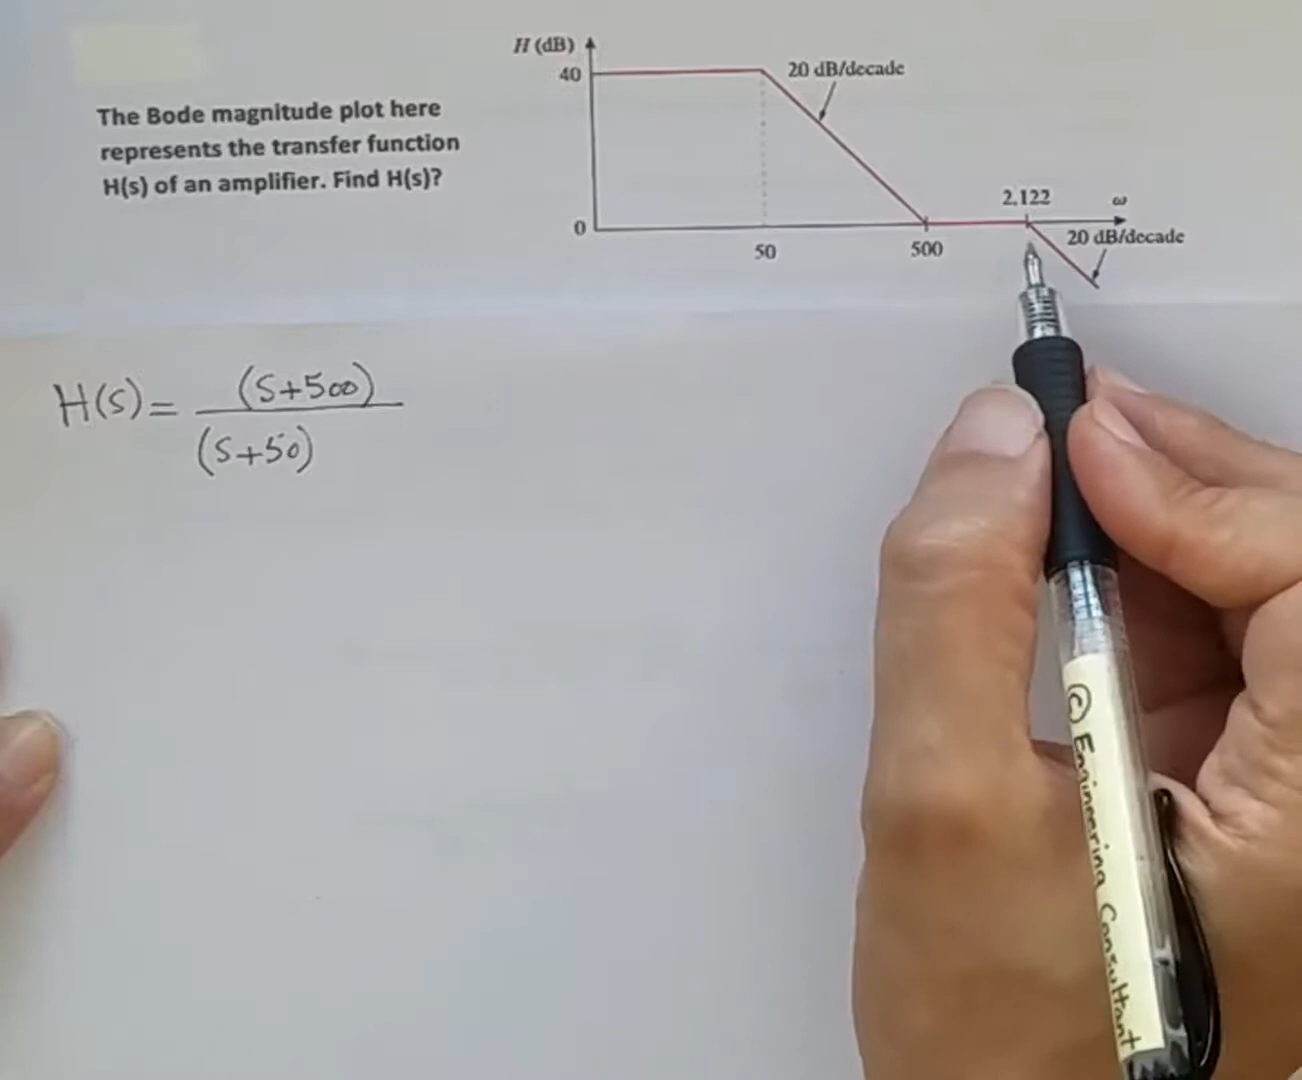 The Bode magnitude plot here
represents the transfer function
H(s) of an amplifier. Find H(s)?
H (dB)
40
20 dB/decade
2,122
ω
0
50
500
20 dB/decade
H(s)= (s+500)
(s+50)
© Engineering Consultant